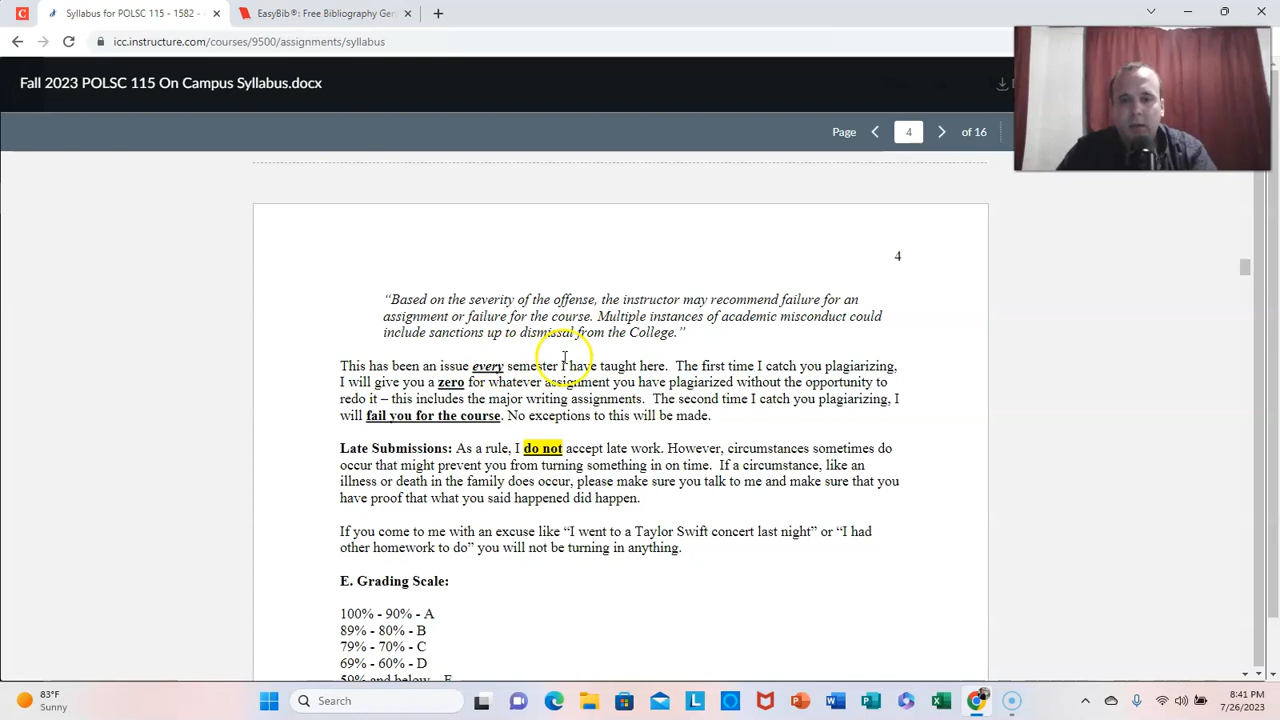 Syllabus for POLSC 115 - 1582 -
EasyBib®: Free Bibliography Gen
icc.instructure.com/courses/9500/assignments/syllabus
Fall 2023 POLSC 115 On Campus Syllabus.docx
Page 4 of 16
4
“Based on the severity of the offense, the instructor may recommend failure for an
assignment or failure for the course. Multiple instances of academic misconduct could
include sanctions up to dismissal from the College.”
This has been an issue every semester I have taught here. The first time I catch you plagiarizing,
I will give you a zero for whatever assignment you have plagiarized without the opportunity to
redo it – this includes the major writing assignments. The second time I catch you plagiarizing, I
will fail you for the course. No exceptions to this will be made.
Late Submissions: As a rule, I do not accept late work. However, circumstances sometimes do
occur that might prevent you from turning something in on time. If a circumstance, like an
illness or death in the family does occur, please make sure you talk to me and make sure that you
have proof that what you said happened did happen.
If you come to me with an excuse like “I went to a Taylor Swift concert last night” or “I had
other homework to do” you will not be turning in anything.
E. Grading Scale:
100% - 90% - A
89% - 80% - B
79% - 70% - C
69% - 60% - D
59% and below – F
83°F
Sunny
Search
8:41 PM
7/26/2023